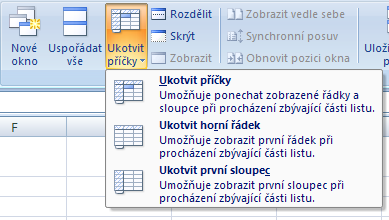 Nové okno
Uspořádat vše
Ukotvit příčky
Rozdělit
Skrýt
Zobrazit
Zobrazit vedle sebe
Synchronní posuv
Obnovit pozici okna
Ukotvit příčky
Umožňuje ponechat zobrazené řádky a
sloupce při procházení zbývající části listu.
Ukotvit horní řádek
Umožňuje zobrazit první řádek při
procházení zbývající části listu.
Ukotvit první sloupec
Umožňuje zobrazit první sloupec při
procházení zbývající části listu.
F